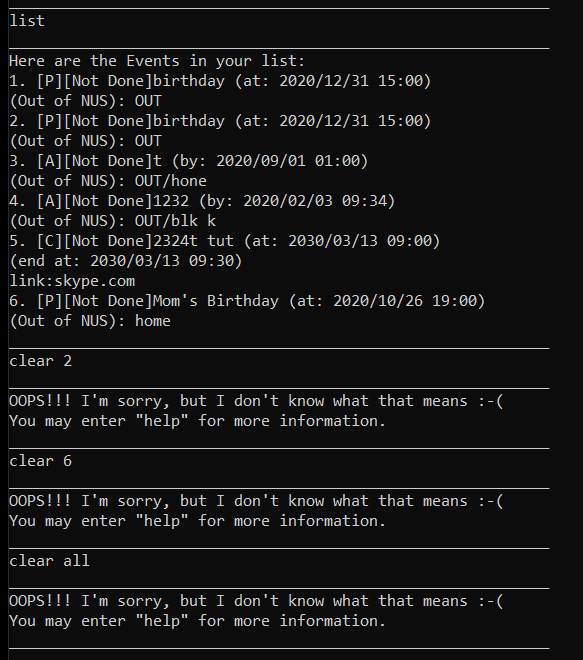 list
Here are the Events in your list:
1. [P][Not Done]birthday (at: 2020/12/31 15:00)
(Out of NUS): OUT
2. [P][Not Done]birthday (at: 2020/12/31 15:00)
(Out of NUS): OUT
3. [A][Not Done]t (by: 2020/09/01 01:00)
(Out of NUS): OUT/hone
4. [A][Not Done]1232 (by: 2020/02/03 09:34)
(Out of NUS): OUT/blk k
5. [C][Not Done]2324t tut (at: 2030/03/13 09:00)
(end at: 2030/03/13 09:30)
link:skype.com
6. [P][Not Done]Mom's Birthday (at: 2020/10/26 19:00)
(Out of NUS): home
clear 2
OOPS!!! I'm sorry, but I don't know what that means :-(
You may enter "help" for more information.
clear 6
OOPS!!! I'm sorry, but I don't know what that means :-(
You may enter "help" for more information.
clear all
OOPS!!! I'm sorry, but I don't know what that means :-(
You may enter "help" for more information.